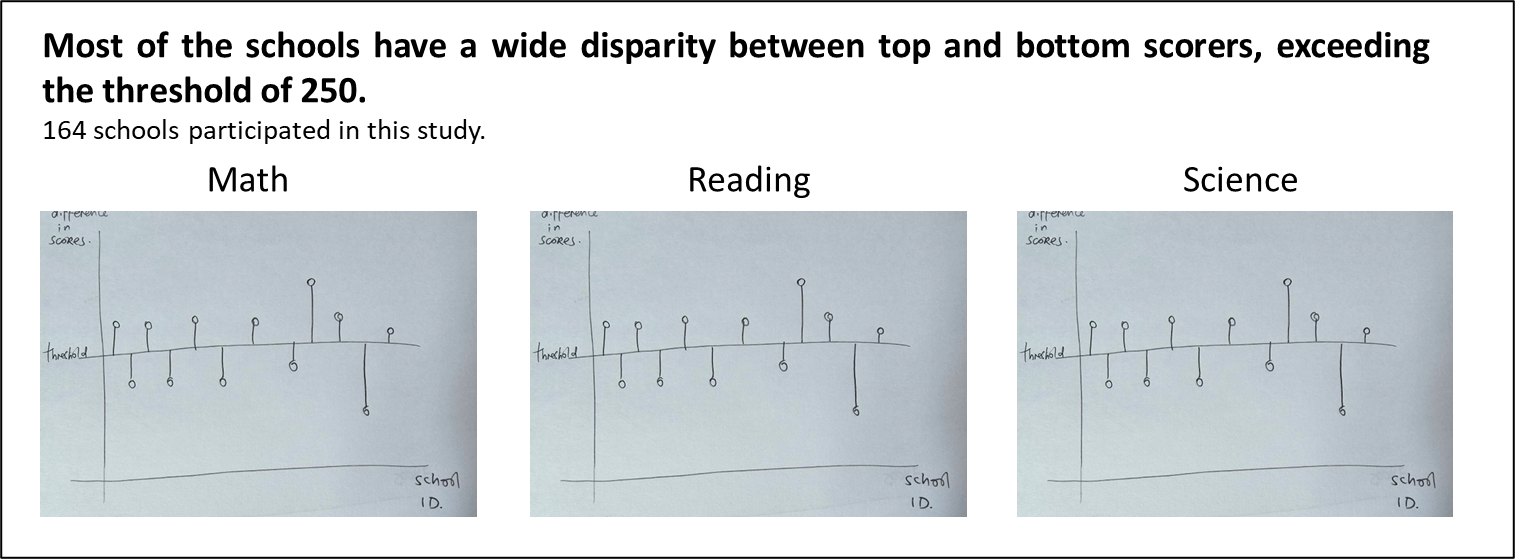 Most of the schools have a wide disparity between top and bottom scorers, exceeding
the threshold of 250.
164 schools participated in this study.
Math
Reading
Science
difference
in
scores.
threshold
school
ID.
difference
in
scores.
threshold
school
ID.
difference
in
scores.
threshold
school
ID.